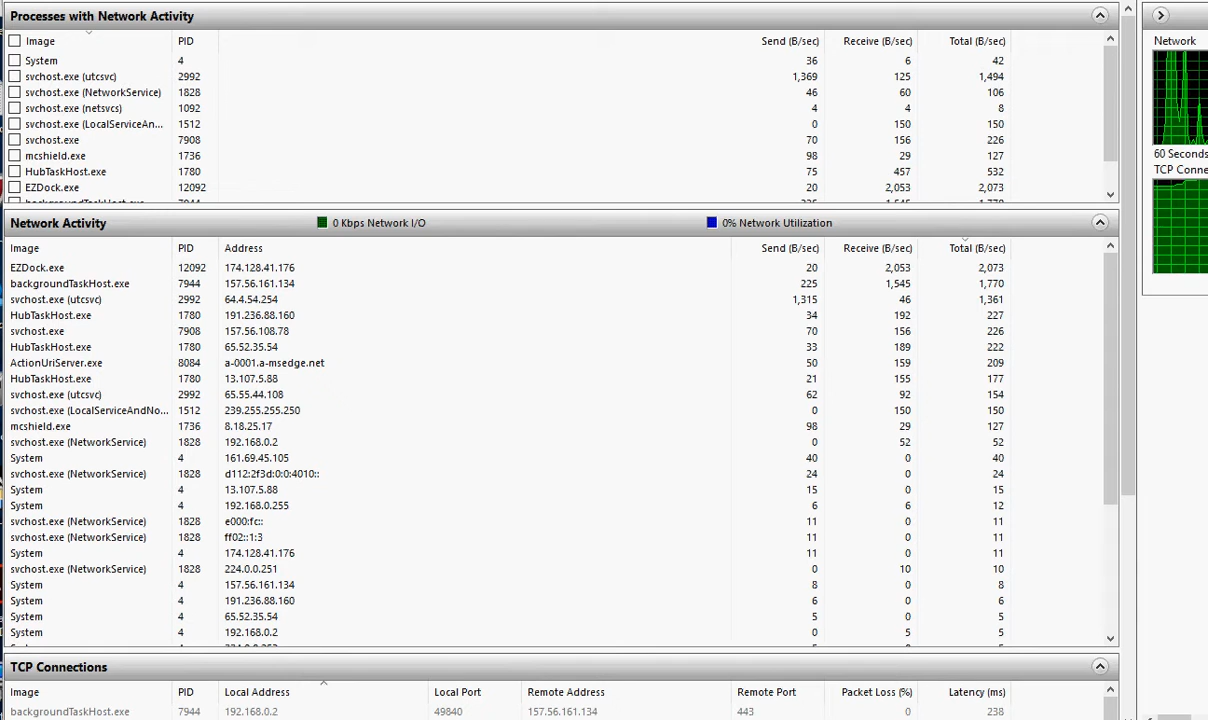 Processes with Network Activity
Image PID Send (B/sec) Receive (B/sec) Total (B/sec)
System 4 36 6 42
svchost.exe (utcsvc) 2992 1,369 125 1,494
svchost.exe (NetworkService) 1828 46 60 106
svchost.exe (netsvcs) 1092 4 4 8
svchost.exe (LocalServiceAn... 1512 0 150 150
svchost.exe 7908 70 156 226
mcshield.exe 1736 98 29 127
HubTaskHost.exe 1780 75 457 532
EZDock.exe 12092 20 2,053 2,073
Network Activity 0 Kbps Network I/O 0% Network Utilization
Image PID Address Send (B/sec) Receive (B/sec) Total (B/sec)
EZDock.exe 12092 174.128.41.176 20 2,053 2,073
backgroundTaskHost.exe 7944 157.56.161.134 225 1,545 1,770
svchost.exe (utcsvc) 2992 64.4.54.254 1,315 46 1,361
HubTaskHost.exe 1780 191.236.88.160 34 192 227
svchost.exe 7908 157.56.108.78 70 156 226
HubTaskHost.exe 1780 65.52.35.54 33 189 222
ActionUriServer.exe 8084 a-0001.a-msedge.net 50 159 209
HubTaskHost.exe 1780 13.107.5.88 21 155 177
svchost.exe (utcsvc) 2992 65.55.44.108 62 92 154
svchost.exe (LocalServiceAndNo... 1512 239.255.255.250 0 150 150
mcshield.exe 1736 8.18.25.17 98 29 127
svchost.exe (NetworkService) 1828 192.168.0.2 0 52 52
System 4 161.69.45.105 40 0 40
svchost.exe (NetworkService) 1828 d112:2f3d:0:0:4010:: 24 0 24
System 4 13.107.5.88 15 0 15
System 4 192.168.0.255 6 6 12
svchost.exe (NetworkService) 1828 e000:fc:: 11 0 11
svchost.exe (NetworkService) 1828 ff02::1:3 11 0 11
System 4 174.128.41.176 11 0 11
svchost.exe (NetworkService) 1828 224.0.0.251 0 10 10
System 4 157.56.161.134 8 0 8
System 4 191.236.88.160 6 0 6
System 4 65.52.35.54 5 0 5
System 4 192.168.0.2 0 5 5
TCP Connections
Image PID Local Address Local Port Remote Address Remote Port Packet Loss (%) Latency (ms)
backgroundTaskHost.exe 7944 192.168.0.2 49840 157.56.161.134 443 0 238
Network
60 Seconds
TCP Conne